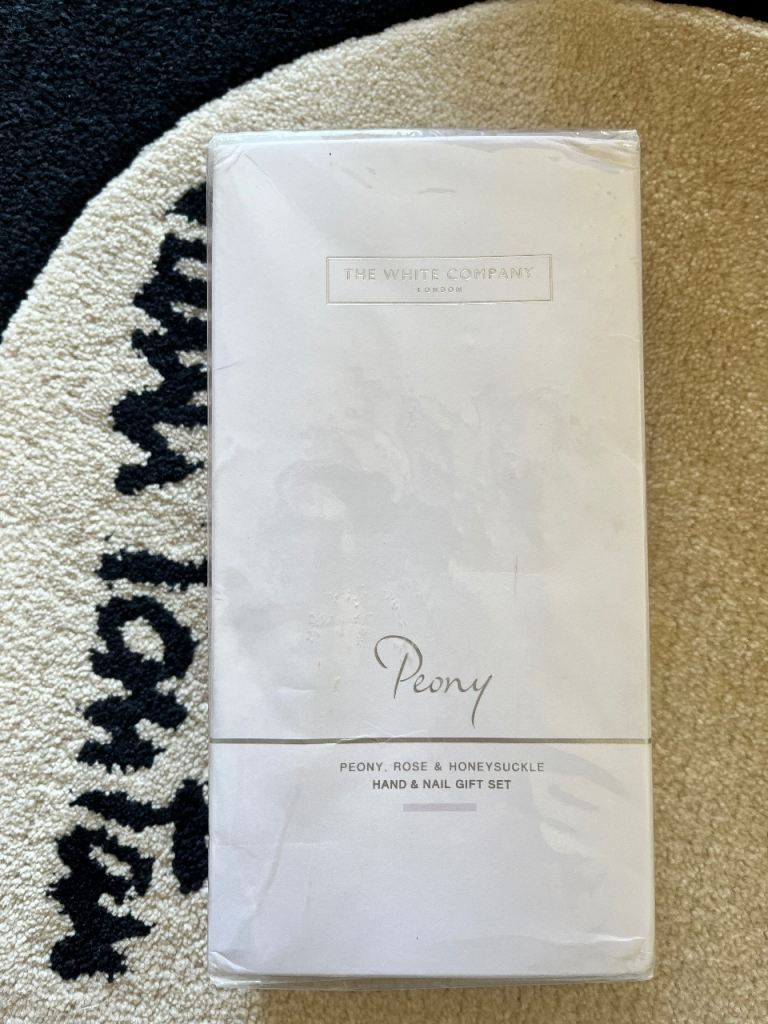 THE WHITE COMPANY
LONDON
Peony
PEONY, ROSE & HONEYSUCKLE
HAND & NAIL GIFT SET